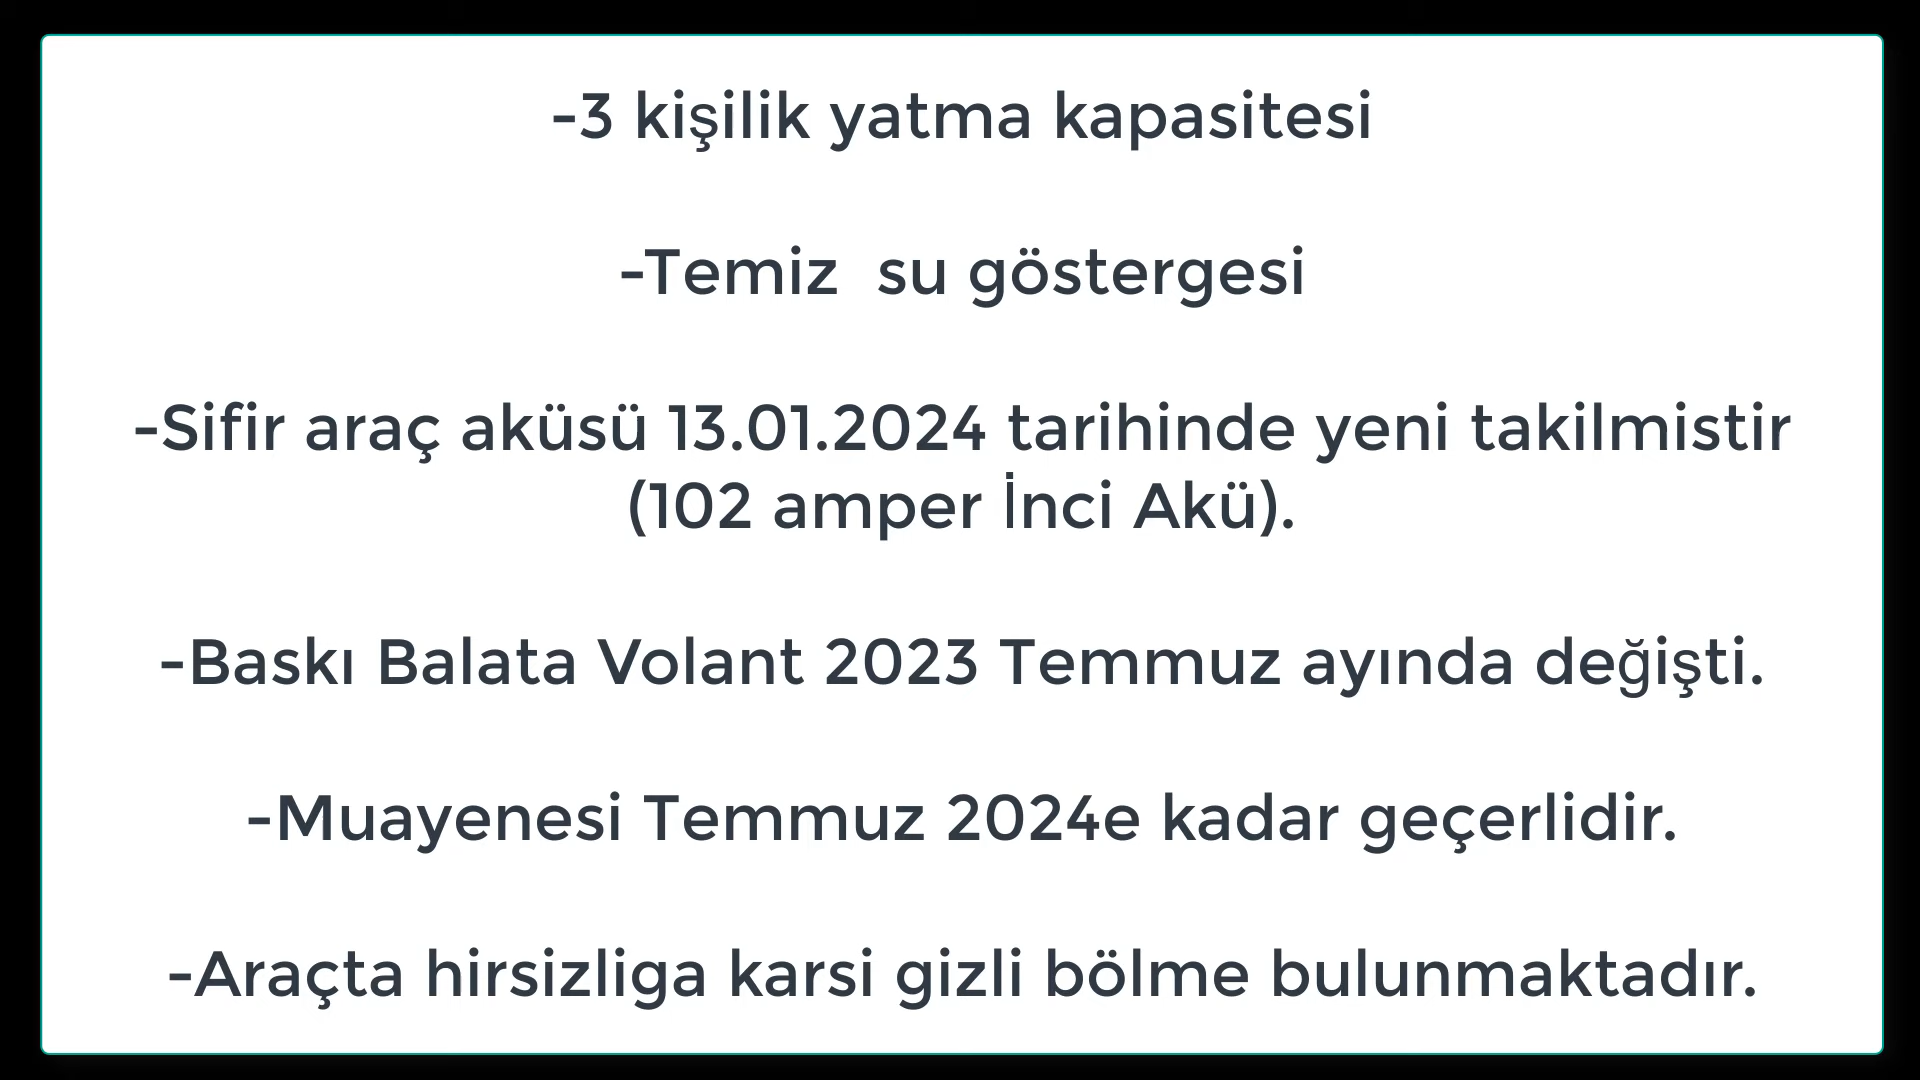 -3 kişilik yatma kapasitesi
-Temiz  su göstergesi
-Sifir araç aküsü 13.01.2024 tarihinde yeni takilmistir
(102 amper İnci Akü).
-Baskı Balata Volant 2023 Temmuz ayında değişti.
-Muayenesi Temmuz 2024e kadar geçerlidir.
-Araçta hirsizliga karsi gizli bölme bulunmaktadır.